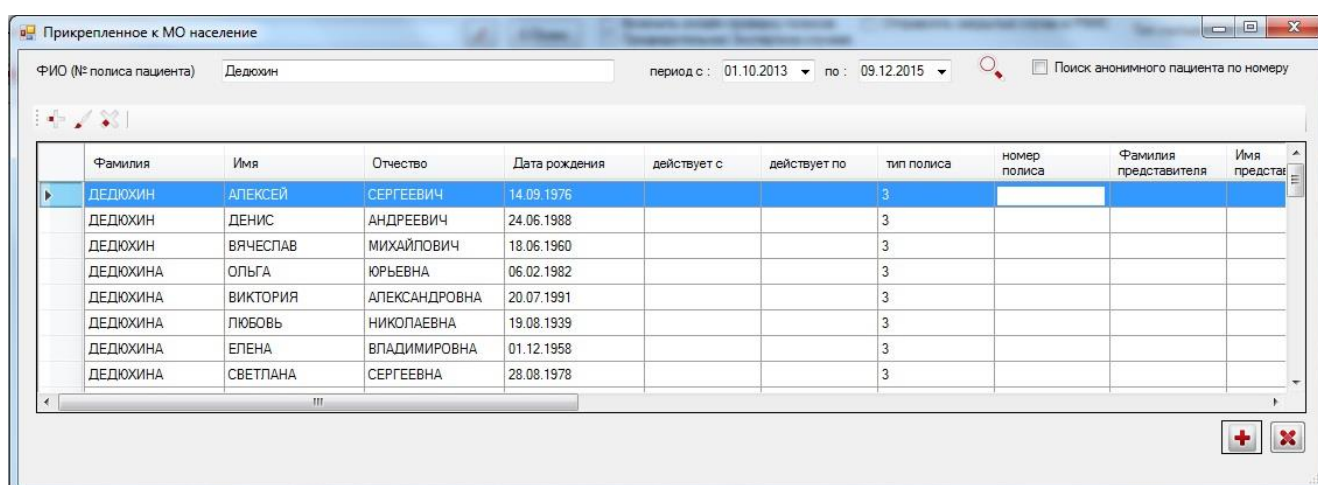 Прикрепленное к МО население
ФИО (№ полиса пациента) Дедюхин период с : 01.10.2013 по : 09.12.2015 Поиск анонимного пациента по номеру
Фамилия Имя Отчество Дата рождения действует с действует по тип полиса номер полиса Фамилия представителя Имя представ
ДЕДЮХИН АЛЕКСЕЙ СЕРГЕЕВИЧ 14.09.1976 3
ДЕДЮХИН ДЕНИС АНДРЕЕВИЧ 24.06.1988 3
ДЕДЮХИН ВЯЧЕСЛАВ МИХАЙЛОВИЧ 18.06.1960 3
ДЕДЮХИНА ОЛЬГА ЮРЬЕВНА 06.02.1982 3
ДЕДЮХИНА ВИКТОРИЯ АЛЕКСАНДРОВНА 20.07.1991 3
ДЕДЮХИНА ЛЮБОВЬ НИКОЛАЕВНА 19.08.1939 3
ДЕДЮХИНА ЕЛЕНА ВЛАДИМИРОВНА 01.12.1958 3
ДЕДЮХИНА СВЕТЛАНА СЕРГЕЕВНА 28.08.1978 3